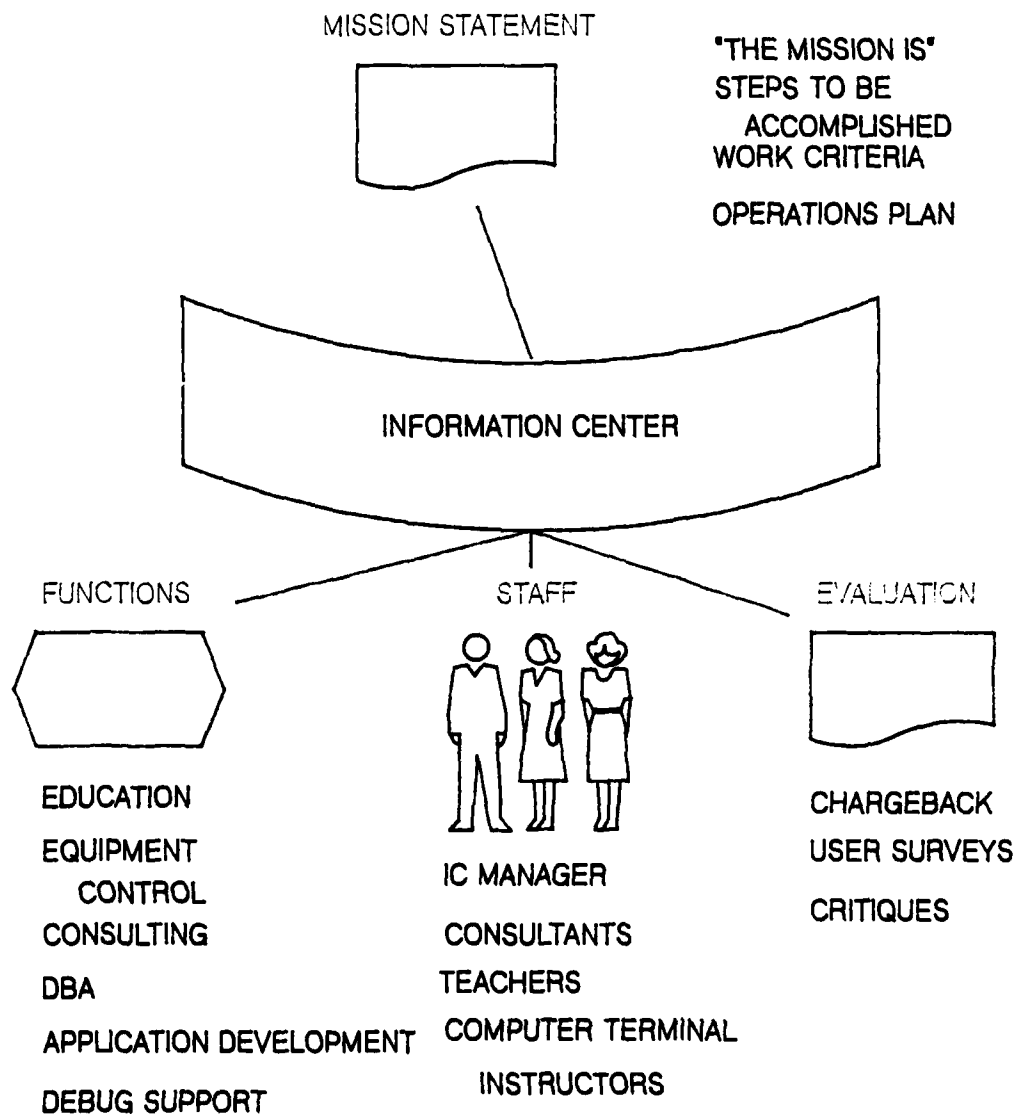 MISSION STATEMENT
"THE MISSION IS"
STEPS TO BE
ACCOMPLISHED
WORK CRITERIA
OPERATIONS PLAN
INFORMATION CENTER
FUNCTIONS
EDUCATION
EQUIPMENT
CONTROL
CONSULTING
DBA
APPLICATION DEVELOPMENT
DEBUG SUPPORT
STAFF
IC MANAGER
CONSULTANTS
TEACHERS
COMPUTER TERMINAL
INSTRUCTORS
EVALUATION
CHARGEBACK
USER SURVEYS
CRITIQUES